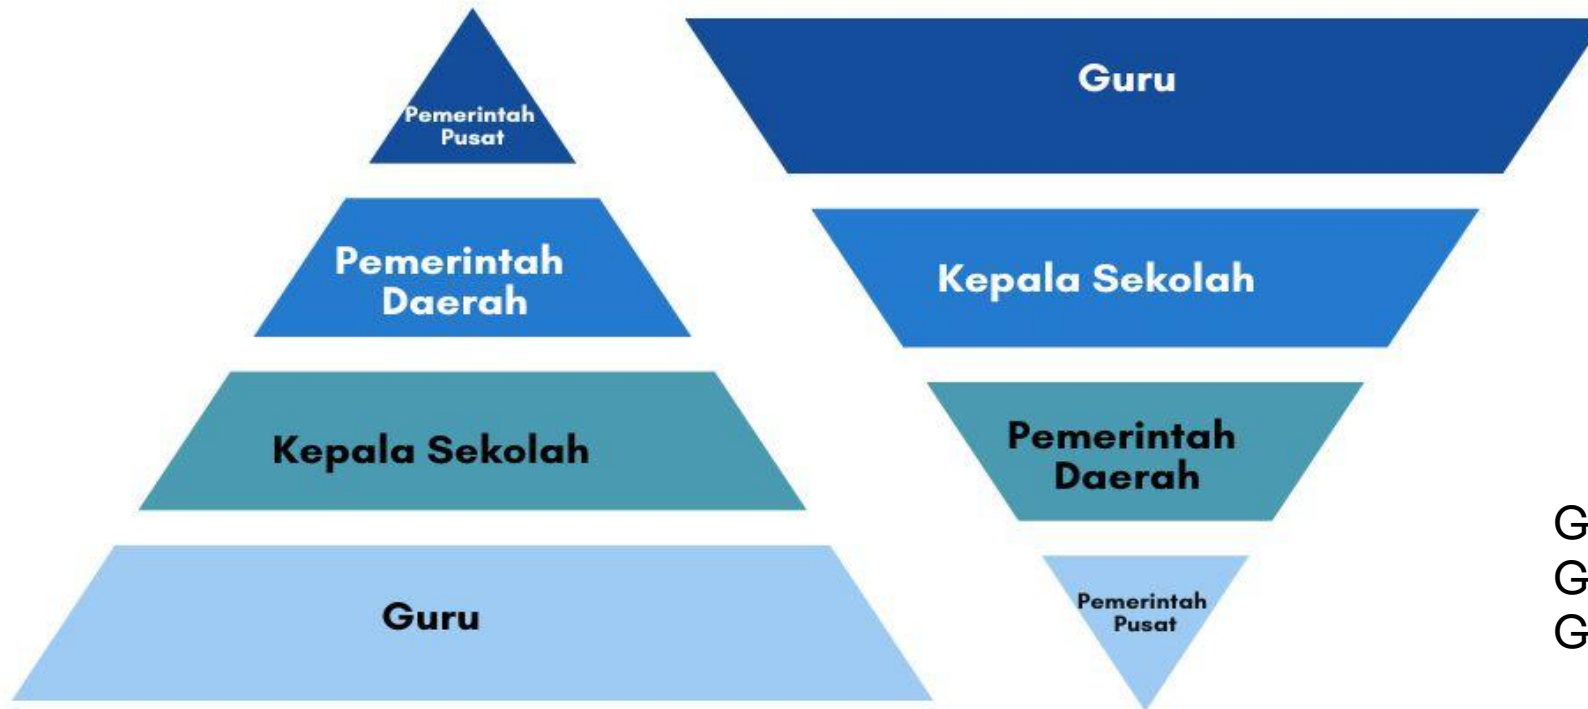 Pemerintah
Pusat
Pemerintah
Daerah
Kepala Sekolah
Guru
Guru
Kepala Sekolah
Pemerintah
Daerah
Pemerintah
Pusat
G
G
G